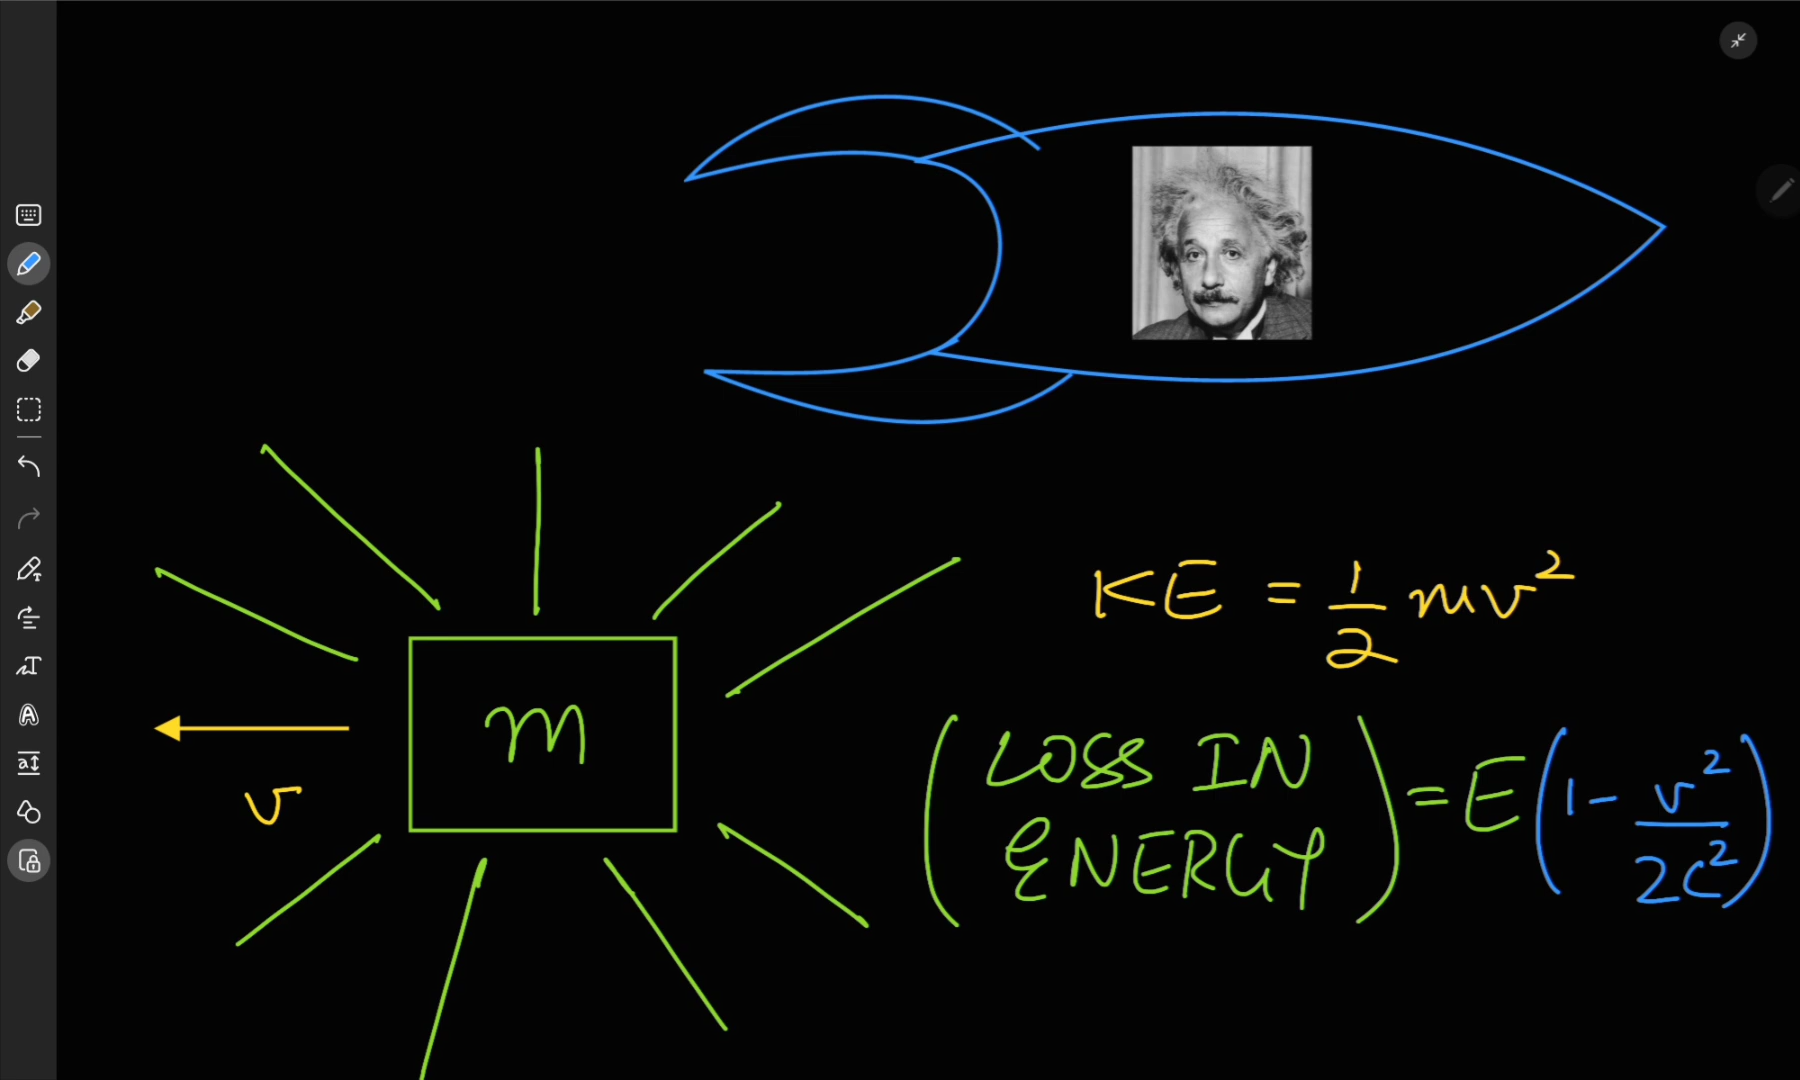 KE = 1/2 mv²
m
v
(LOSS IN ENERGY) = E(1 - v²/2c²)